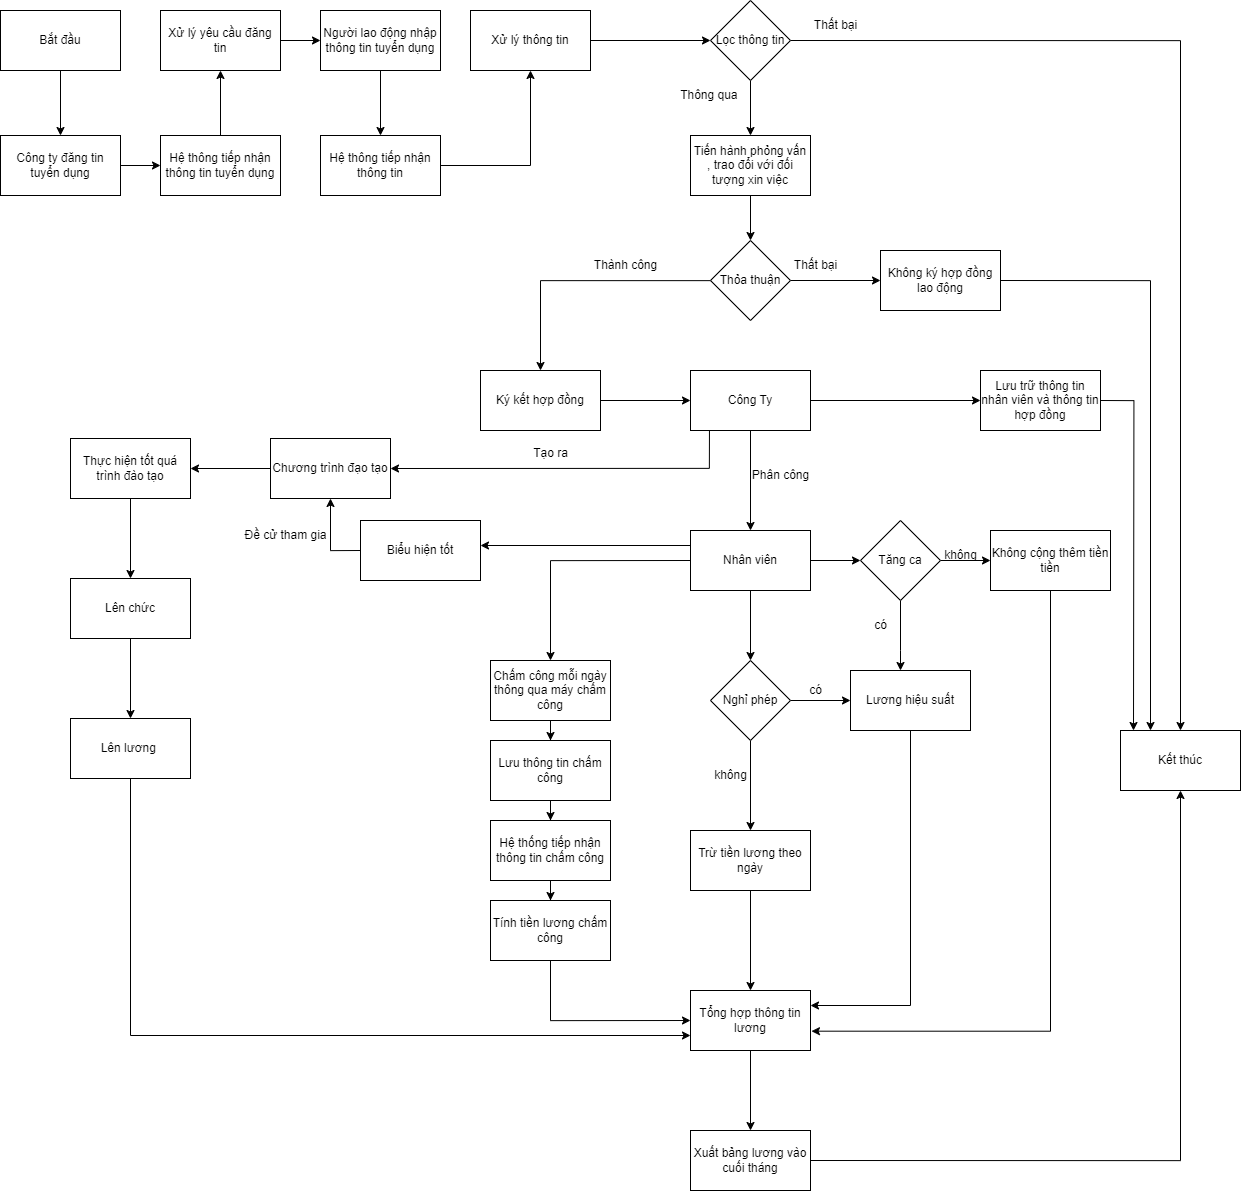 Bắt đầu
Xử lý yêu cầu đăng
tin
Người lao động nhập
thông tin tuyển dụng
Xử lý thông tin
Lọc thông tin
Thất bại
Thông qua
Công ty đăng tin
tuyển dụng
Hệ thông tiếp nhận
thông tin tuyển dụng
Hệ thông tiếp nhận
thông tin
Tiến hành phỏng vấn
, trao đổi với đối
tượng xin việc
Thành công
Thỏa thuận
Thất bại
Không ký hợp đồng
lao động
Ký kết hợp đồng
Công Ty
Lưu trữ thông tin
nhân viên và thông tin
hợp đồng
Tạo ra
Phân công
Thực hiện tốt quá
trình đào tạo
Chương trình đạo tạo
Đề cử tham gia
Biểu hiện tốt
Nhân viên
Tăng ca
không
Không cộng thêm tiền
tiền
có
Lên chức
Chấm công mỗi ngày
thông qua máy chấm
công
Nghỉ phép
có
Lương hiệu suất
Lên lương
Lưu thông tin chấm
công
không
Kết thúc
Hệ thống tiếp nhận
thông tin chấm công
Trừ tiền lương theo
ngày
Tính tiền lương chấm
công
Tổng hợp thông tin
lương
Xuất bảng lương vào
cuối tháng